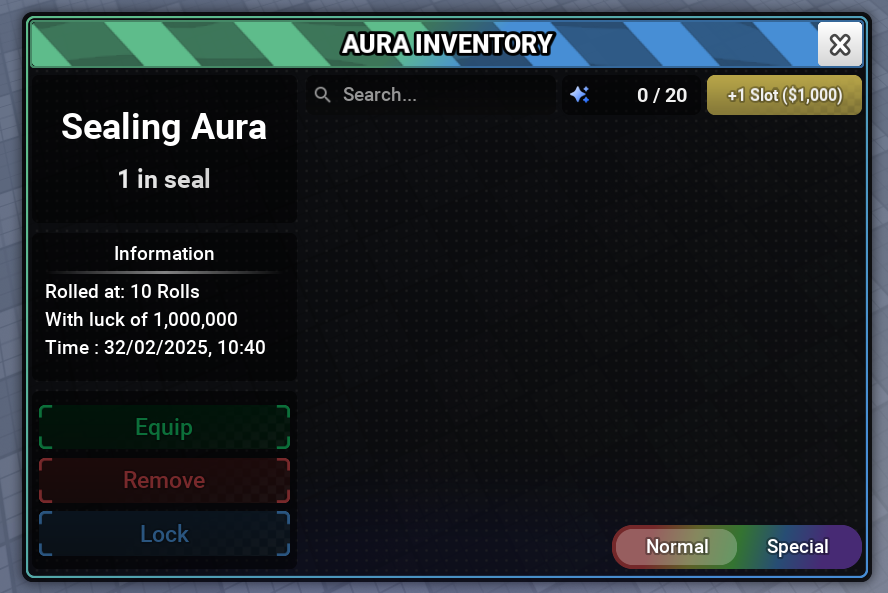 AURA INVENTORY
Sealing Aura
1 in seal
Information
Rolled at: 10 Rolls
With luck of 1,000,000
Time : 32/02/2025, 10:40
Equip
Remove
Lock
Search...
0 / 20
+1 Slot ($1,000)
Normal
Special